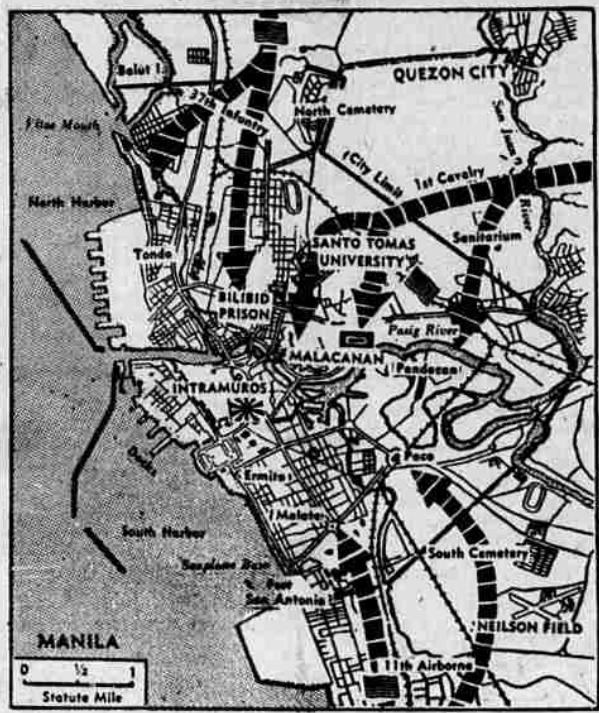 Balut I.
37th Infantry
QUEZON CITY
North Cemetery
Vitas Mouth
San Juan
River
City Limit
1st Cavalry
North Harbor
SANTO TOMAS
UNIVERSITY
Sanitarium
Tondo
BILIBID
PRISON
Pasig River
MALACANAN
Pandacan
INTRAMUROS
Docks
Paco
Ermita
Malate
South Harbor
South Cemetery
Seaplane Base
Fort
San Antonio
NEILSON FIELD
MANILA
11th Airborne
0 ½ 1
Statute Mile